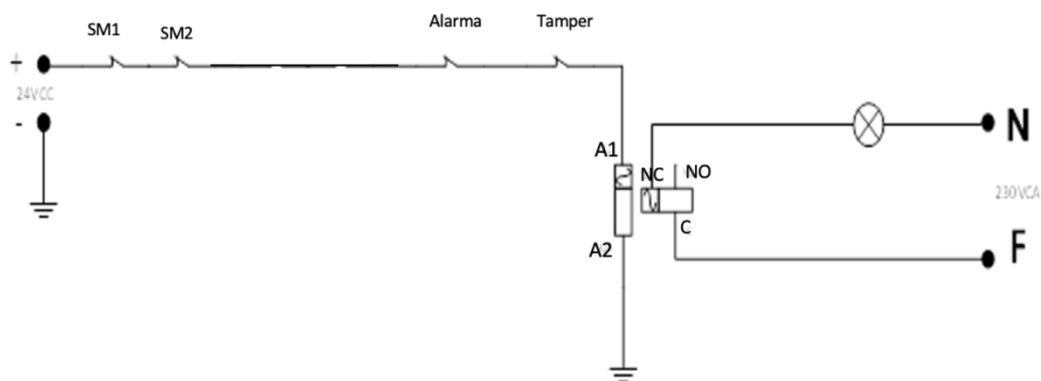 Alarma
Tamper
SM1
SM2
+
24VCC
-
N
A1
NC
NO
230VCA
C
A2
F